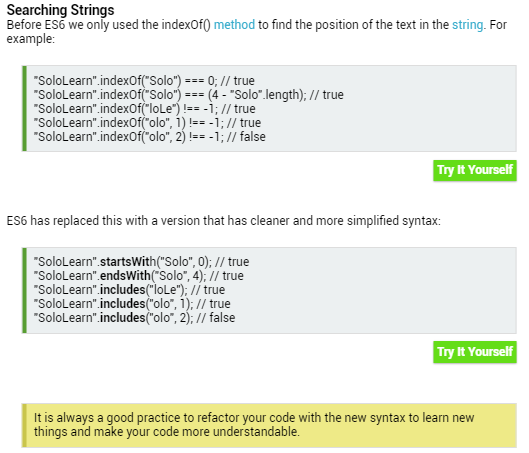 Searching Strings
Before ES6 we only used the indexOf() method to find the position of the text in the string. For
example:
"SoloLearn".indexOf("Solo") === 0; // true
"SoloLearn".indexOf("Solo") === (4 - "Solo".length); // true
"SoloLearn".indexOf("loLe") !== -1; // true
"SoloLearn".indexOf("olo", 1) !== -1; // true
"SoloLearn".indexOf("olo", 2) !== -1; // false
Try It Yourself
ES6 has replaced this with a version that has cleaner and more simplified syntax:
"SoloLearn".startsWith("Solo", 0); // true
"SoloLearn".endsWith("Solo", 4); // true
"SoloLearn".includes("loLe"); // true
"SoloLearn".includes("olo", 1); // true
"SoloLearn".includes("olo", 2); // false
Try It Yourself
It is always a good practice to refactor your code with the new syntax to learn new
things and make your code more understandable.